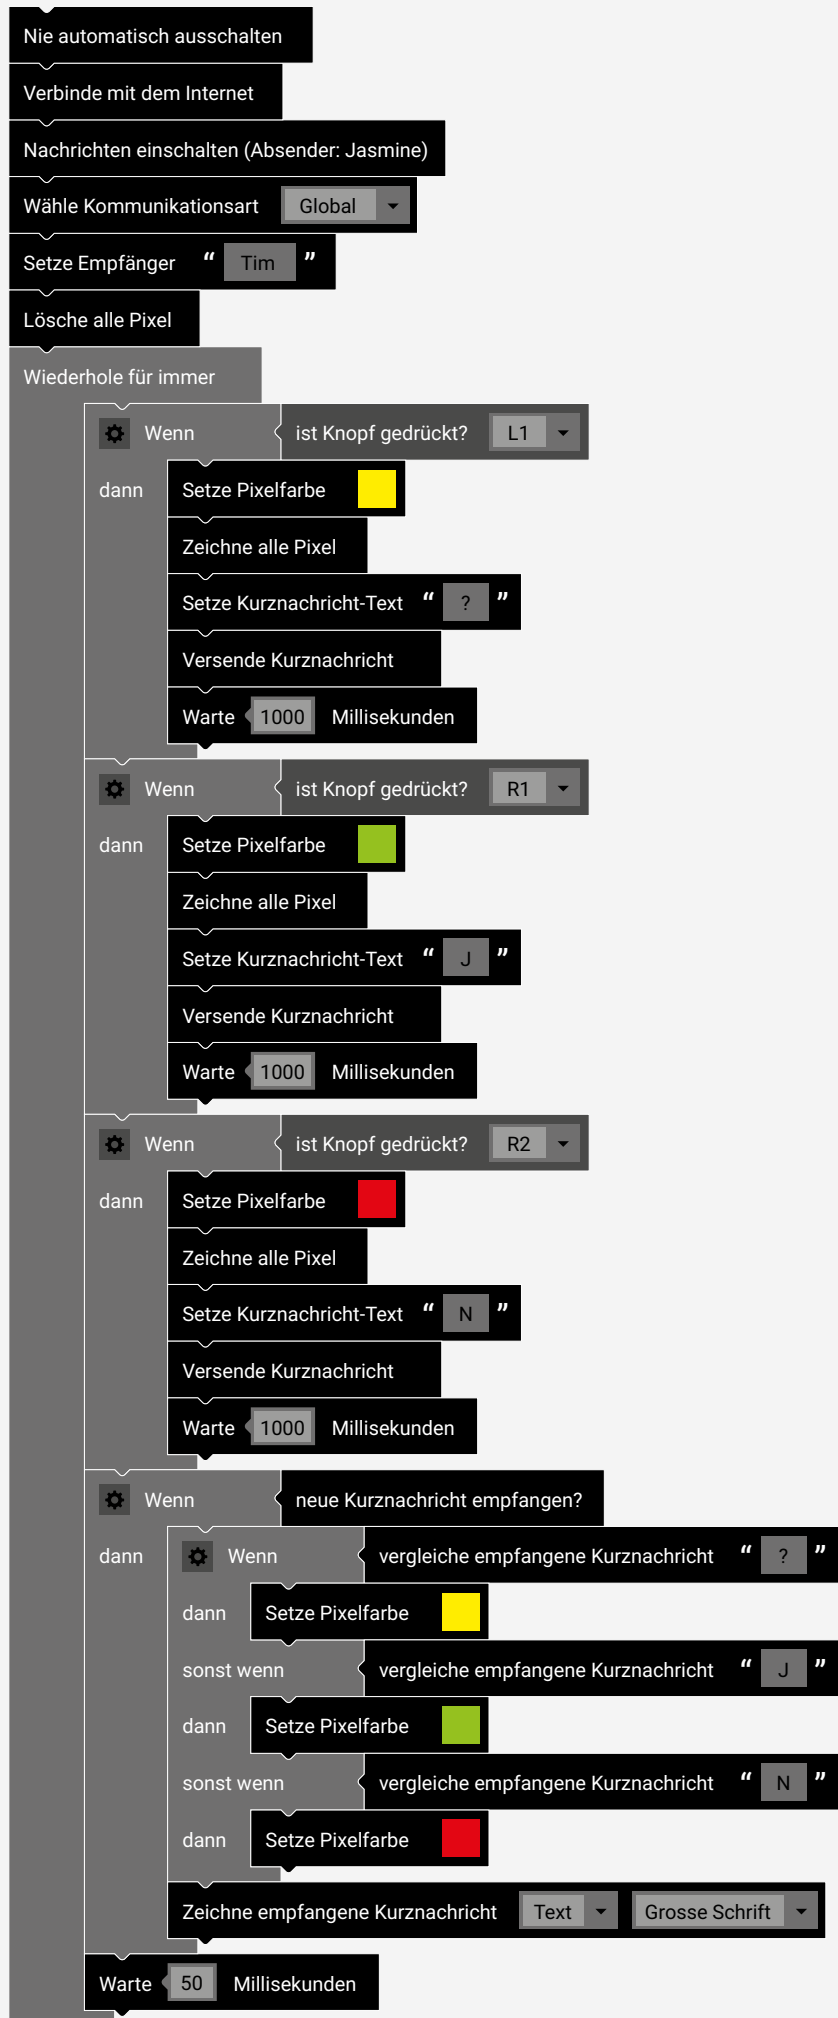 Nie automatisch ausschalten
Verbinde mit dem Internet
Nachrichten einschalten (Absender: Jasmine)
Wähle Kommunikationsart Global
Setze Empfänger “ Tim ”
Lösche alle Pixel
Wiederhole für immer
Wenn ist Knopf gedrückt? L1
dann Setze Pixelfarbe
Zeichne alle Pixel
Setze Kurznachricht-Text “ ? ”
Versende Kurznachricht
Warte 1000 Millisekunden
Wenn ist Knopf gedrückt? R1
dann Setze Pixelfarbe
Zeichne alle Pixel
Setze Kurznachricht-Text “ J ”
Versende Kurznachricht
Warte 1000 Millisekunden
Wenn ist Knopf gedrückt? R2
dann Setze Pixelfarbe
Zeichne alle Pixel
Setze Kurznachricht-Text “ N ”
Versende Kurznachricht
Warte 1000 Millisekunden
Wenn neue Kurznachricht empfangen?
dann Wenn vergleiche empfangene Kurznachricht “ ? ”
dann Setze Pixelfarbe
sonst wenn vergleiche empfangene Kurznachricht “ J ”
dann Setze Pixelfarbe
sonst wenn vergleiche empfangene Kurznachricht “ N ”
dann Setze Pixelfarbe
Zeichne empfangene Kurznachricht Text Grosse Schrift
Warte 50 Millisekunden